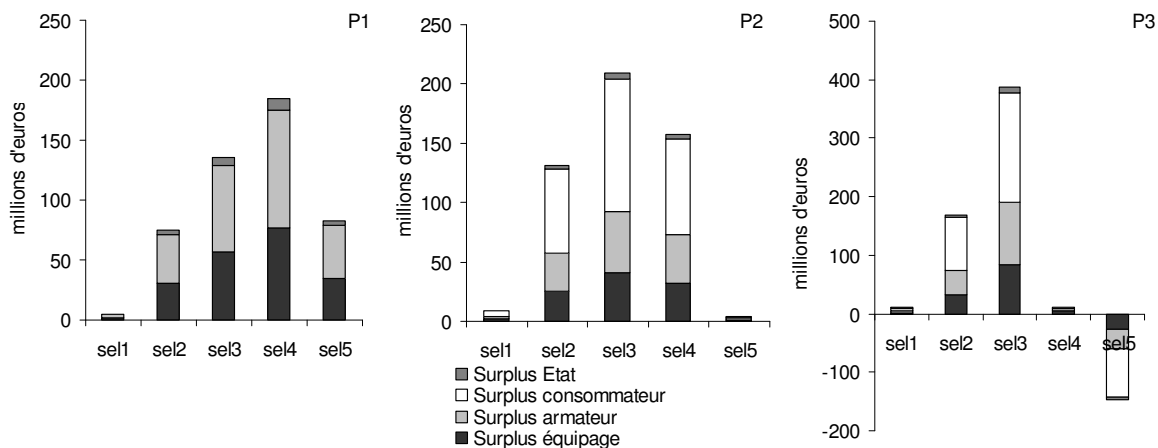 P1
millions d'euros
250
200
150
100
50
0
sel1 sel2 sel3 sel4 sel5
P2
millions d'euros
250
200
150
100
50
0
sel1 sel2 sel3 sel4 sel5
Surplus Etat
Surplus consommateur
Surplus armateur
Surplus équipage
P3
millions d'euros
500
400
300
200
100
0
-100
-200
sel1 sel2 sel3 sel4 sel5